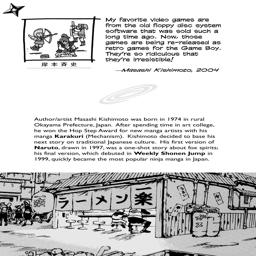 My favorite video games are
from the old floppy disc system
software that was sold such a
long time ago. Now, those
games are being re-released as
retro games for the Game Boy.
They're so ridiculous that
they're irresistible!
—Masashi Kishimoto, 2004
岸本斉史
Author/artist Masashi Kishimoto was born in 1974 in rural
Okayama Prefecture, Japan. After spending time in art college,
he won the Hop Step Award for new manga artists with his
manga Karakuri (Mechanism). Kishimoto decided to base his
next story on traditional Japanese culture. His first version of
Naruto, drawn in 1997, was a one-shot story about fox spirits;
his final version, which debuted in Weekly Shonen Jump in
1999, quickly became the most popular ninja manga in Japan.
ラーメン
楽